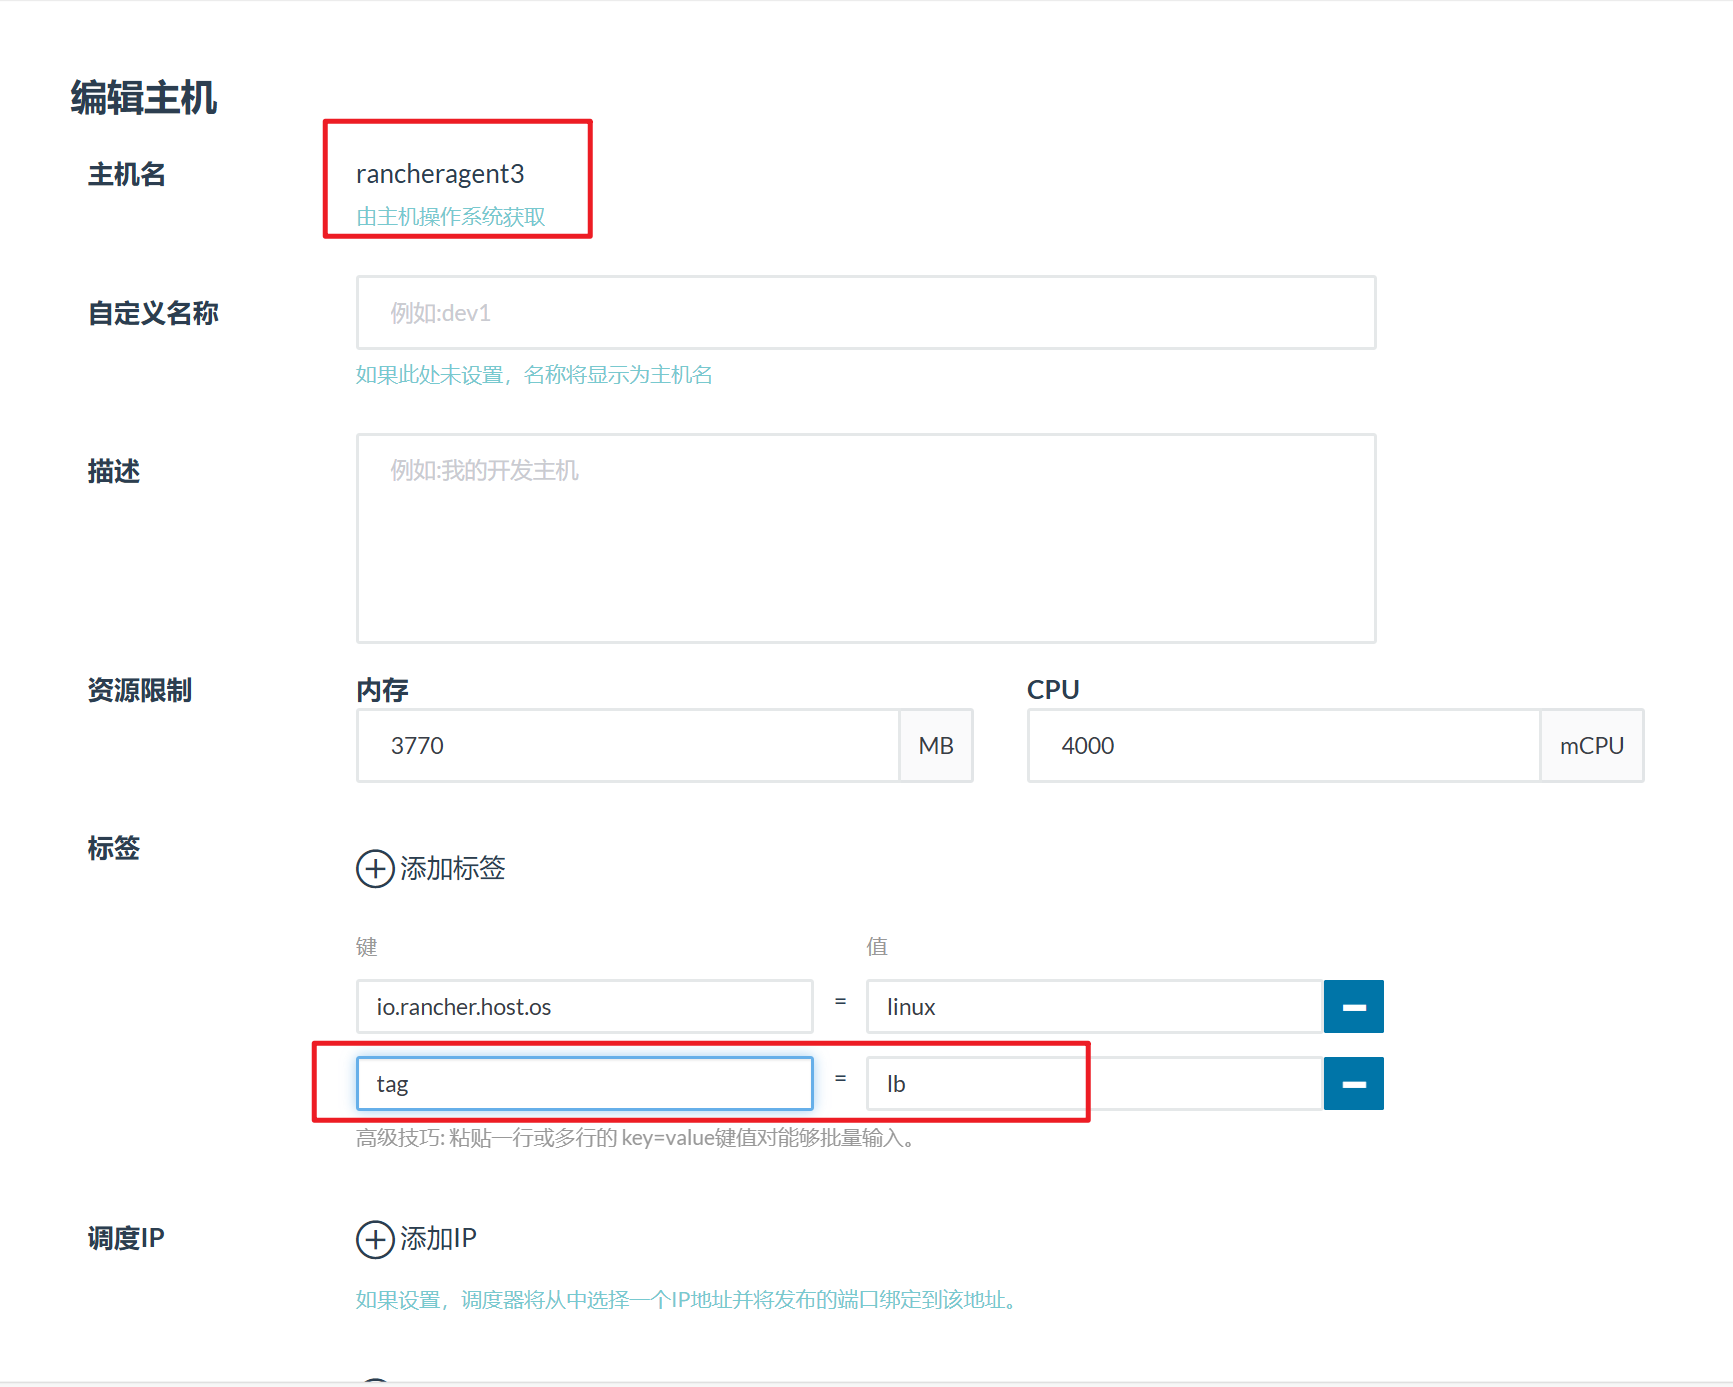 编辑主机
主机名
rancheragent3
由主机操作系统获取
自定义名称
例如:dev1
如果此处未设置，名称将显示为主机名
描述
例如:我的开发主机
资源限制
内存
CPU
3770 MB
4000 mCPU
标签
添加标签
键 值
io.rancher.host.os = linux
tag = lb
高级技巧: 粘贴一行或多行的 key=value键值对能够批量输入。
调度IP
添加IP
如果设置，调度器将从中选择一个IP地址并将发布的端口绑定到该地址。